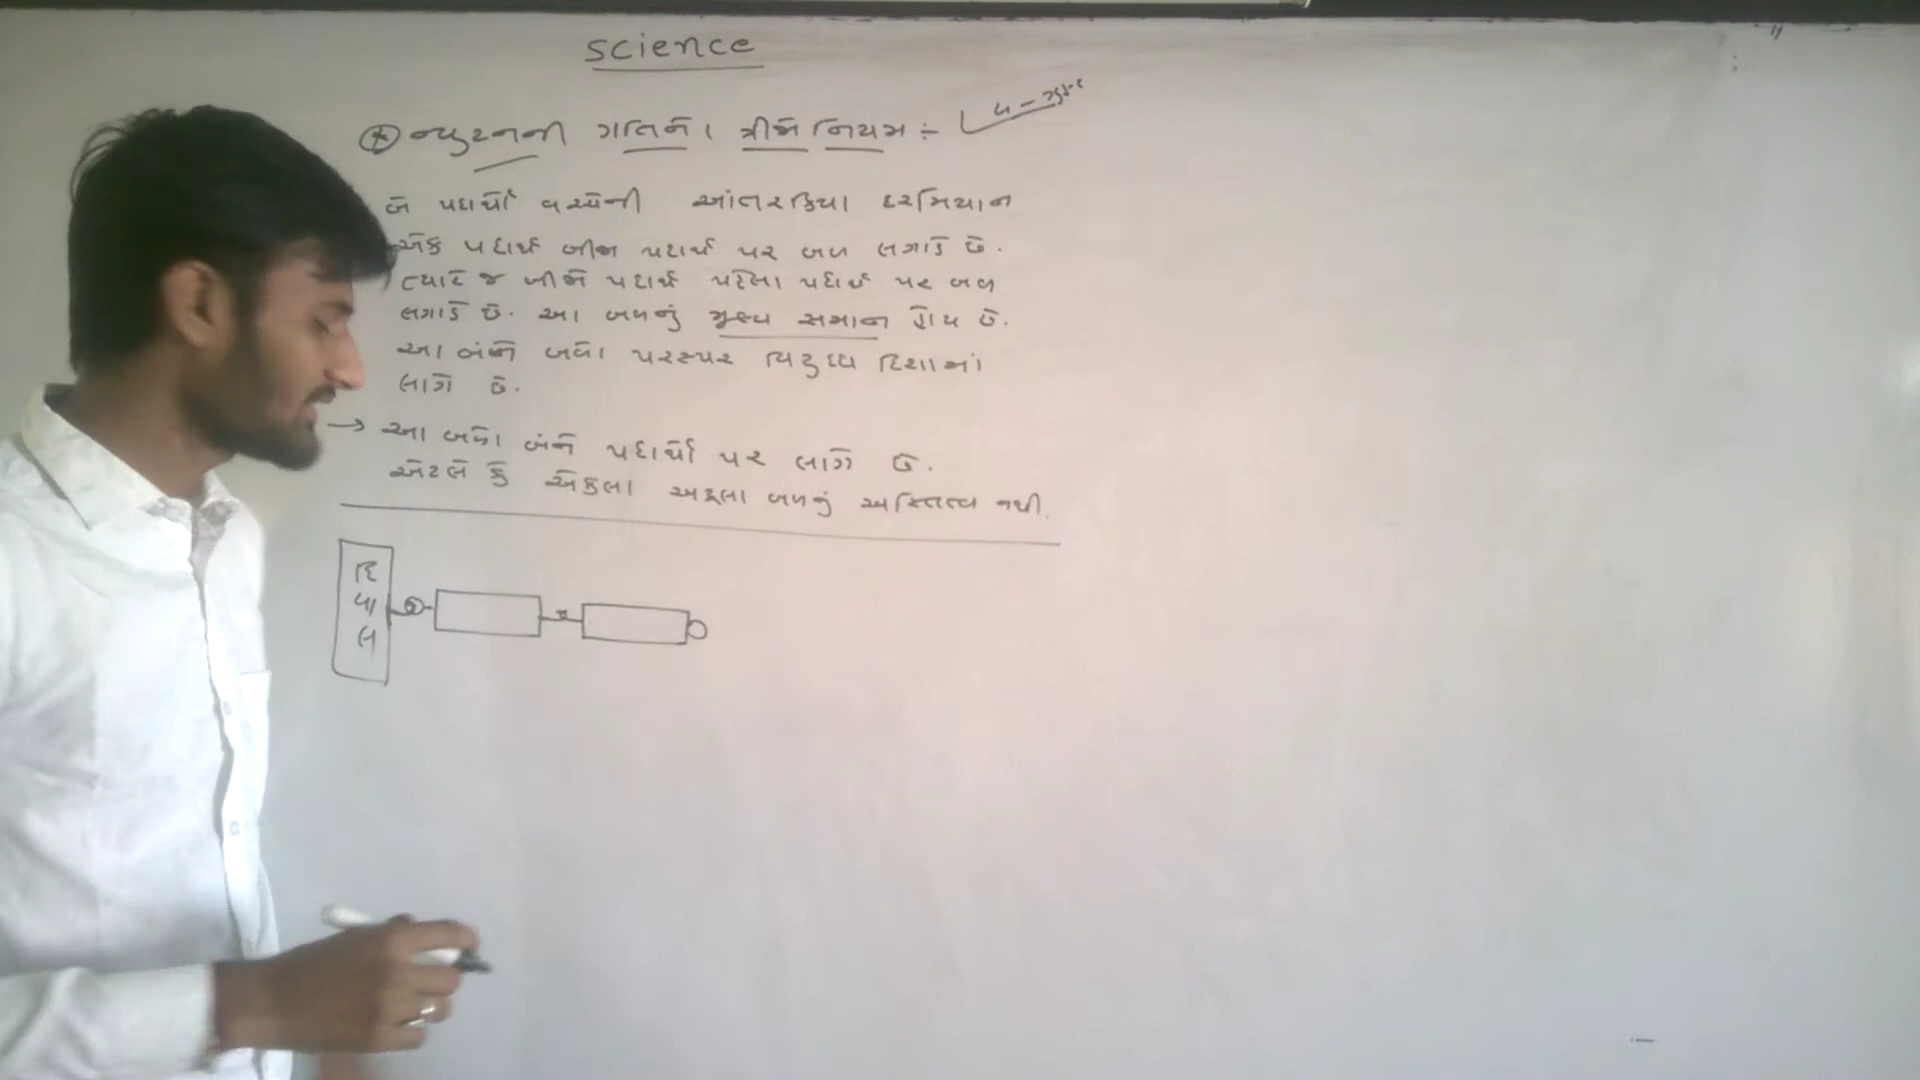 Science
ન્યુટનની ગતિનો ત્રીજો નિયમ :-
બે પદાર્થો વચ્ચેની આંતરક્રિયા દરમિયાન
એક પદાર્થ બીજા પદાર્થ પર બળ લગાડે છે.
ત્યારે જ બીજો પદાર્થ પહેલા પદાર્થ પર બળ
લગાડે છે. આ બળનું મૂલ્ય સમાન હોય છે.
આ બંને બળો પરસ્પર વિરુધ્ધ દિશામાં
લાગે છે.
→ આ બળો બંને પદાર્થો પર લાગે છે.
એટલે કે એકલા અટૂલા બળનું અસ્તિત્વ નથી.
દિ
વા
લ